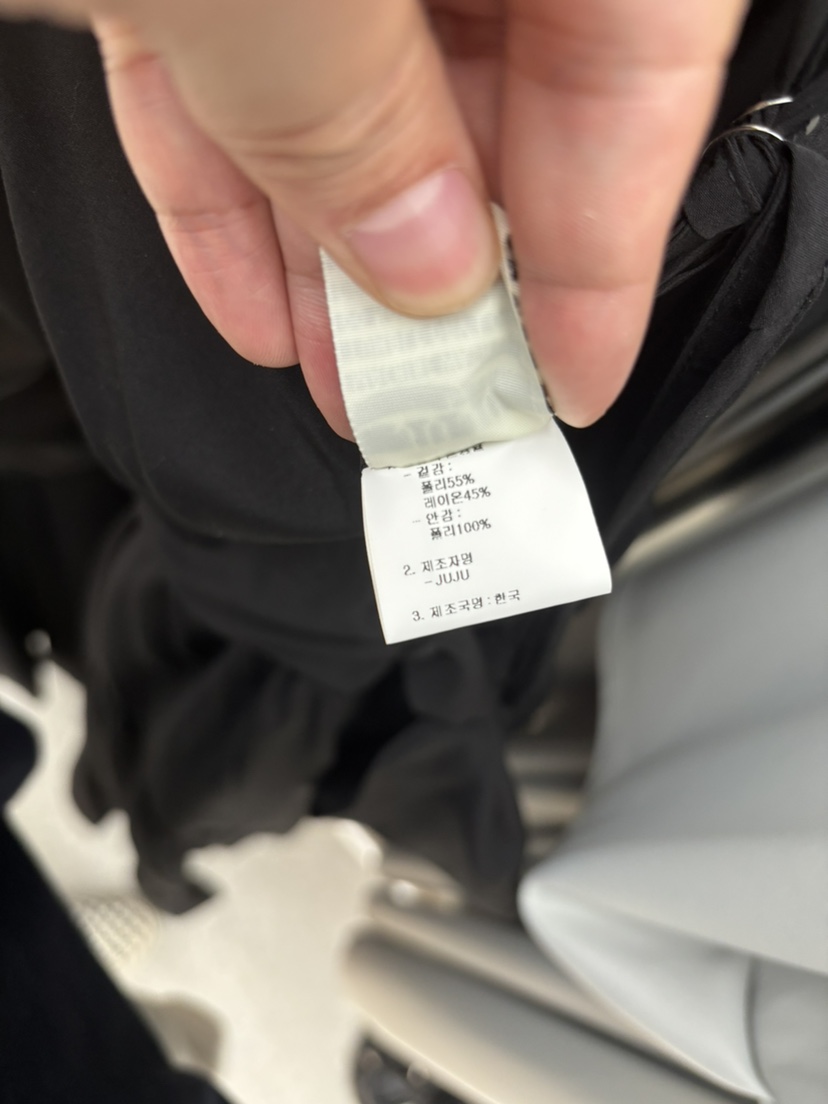 - 겉감 :
폴리55%
레이온45%
- 안감 :
폴리100%
2. 제조자명
- JUJU
3. 제조국명 : 한국